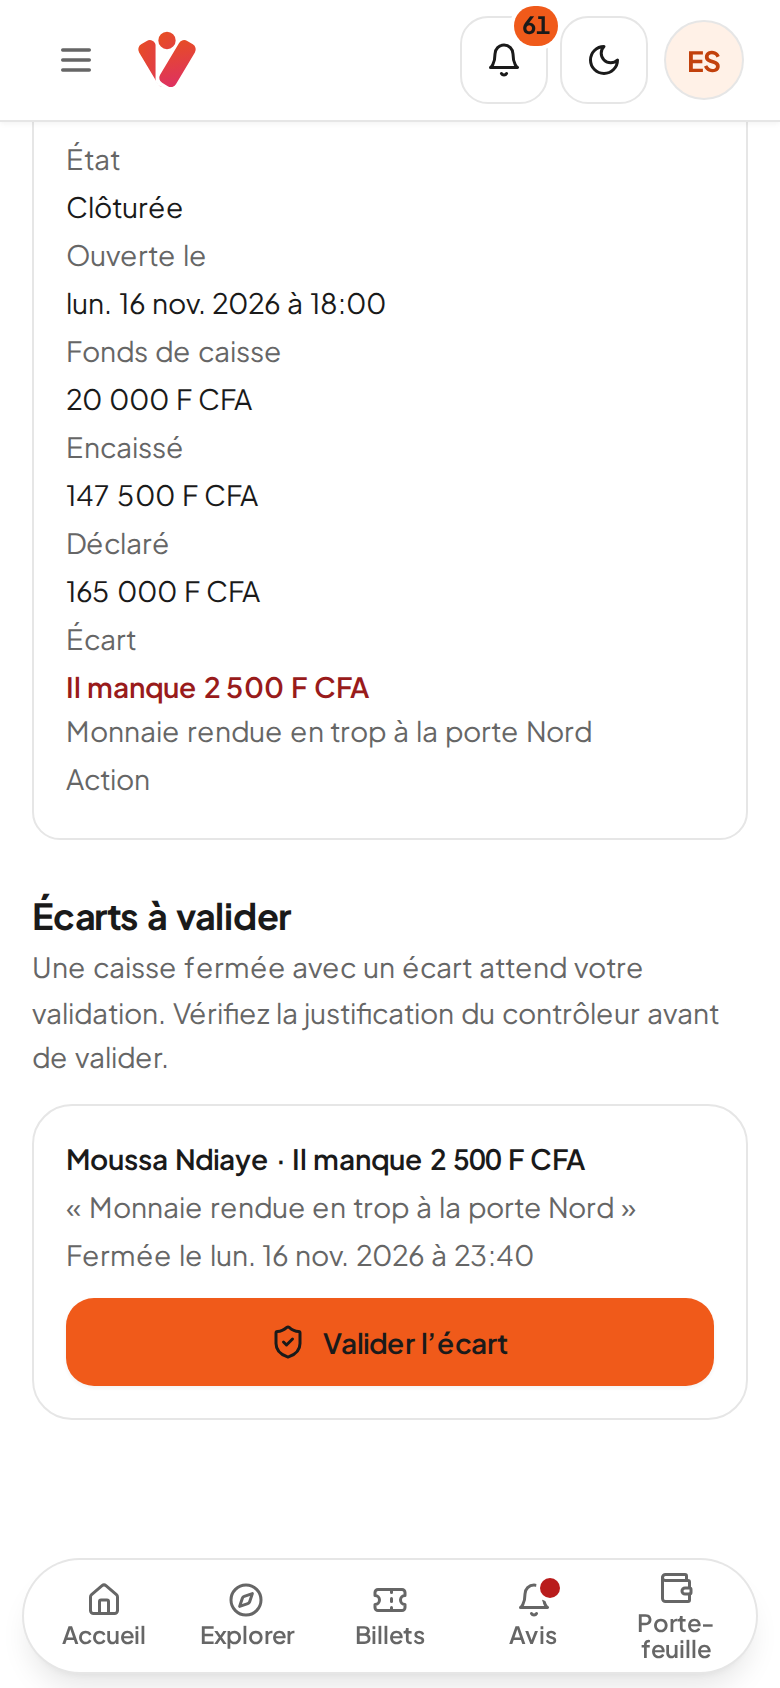 61
ES
État
Clôturée
Ouverte le
lun. 16 nov. 2026 à 18:00
Fonds de caisse
20 000 F CFA
Encaissé
147 500 F CFA
Déclaré
165 000 F CFA
Écart
Il manque 2 500 F CFA
Monnaie rendue en trop à la porte Nord
Action
Écarts à valider
Une caisse fermée avec un écart attend votre
validation. Vérifiez la justification du contrôleur avant
de valider.
Moussa Ndiaye · Il manque 2 500 F CFA
« Monnaie rendue en trop à la porte Nord »
Fermée le lun. 16 nov. 2026 à 23:40
Valider l’écart
Accueil
Explorer
Billets
Avis
Porte-
feuille